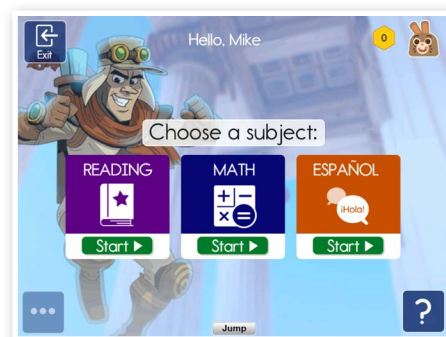 Exit
Hello, Mike
0
Choose a subject:
READING
MATH
ESPAÑOL
¡Hola!
Start
Start
Start
?
Jump